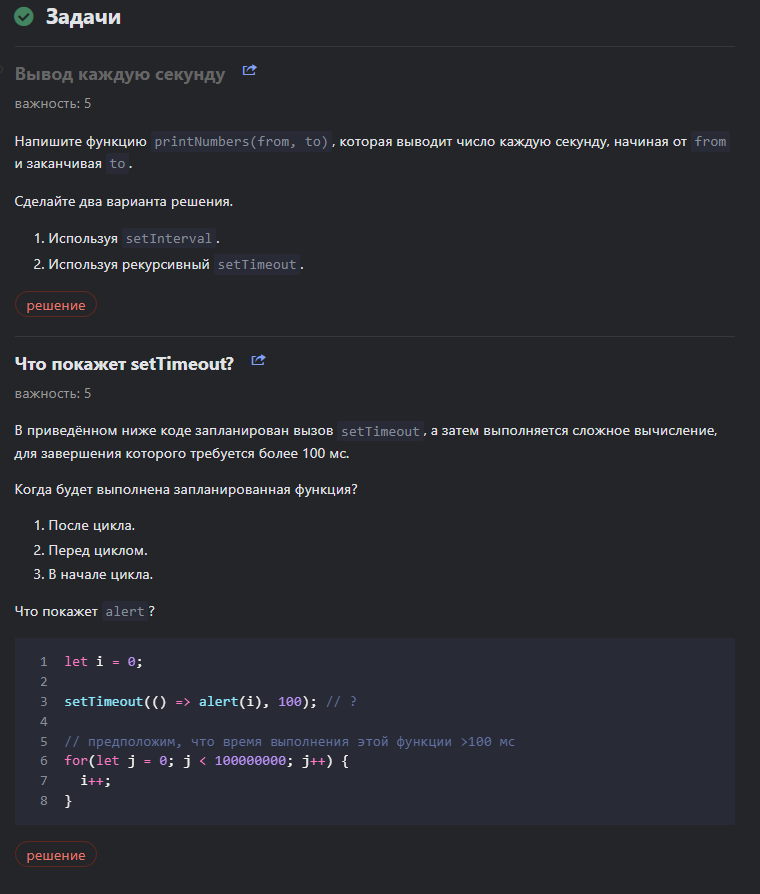 Задачи
Вывод каждую секунду
важность: 5
Напишите функцию printNumbers(from, to), которая выводит число каждую секунду, начиная от from
и заканчивая to.
Сделайте два варианта решения.
1. Используя setInterval.
2. Используя рекурсивный setTimeout.
решение
Что покажет setTimeout?
важность: 5
В приведённом ниже коде запланирован вызов setTimeout, а затем выполняется сложное вычисление,
для завершения которого требуется более 100 мс.
Когда будет выполнена запланированная функция?
1. После цикла.
2. Перед циклом.
3. В начале цикла.
Что покажет alert?
1 let i = 0;
2
3 setTimeout(() => alert(i), 100); // ?
4
5 // предположим, что время выполнения этой функции >100 мс
6 for(let j = 0; j < 100000000; j++) {
7   i++;
8 }
решение